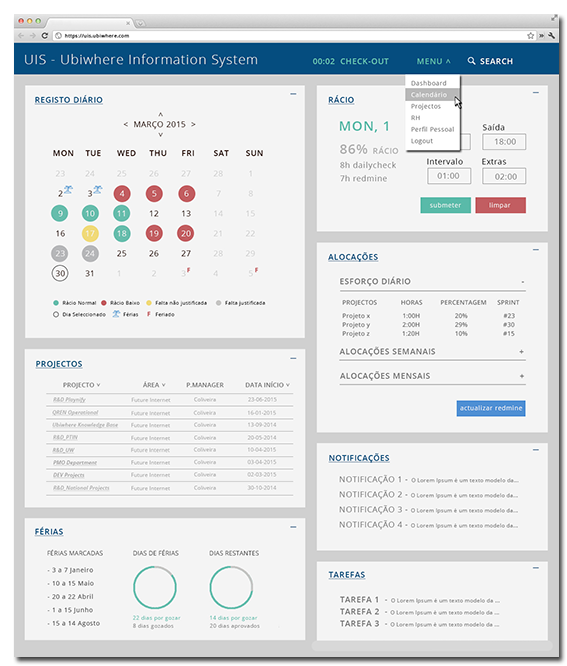 https://uis.ubiwhere.com
UIS - Ubiwhere Information System
00:02 CHECK-OUT
MENU
SEARCH
Dashboard
Calendário
Projectos
RH
Perfil Pessoal
Logout
REGISTO DIÁRIO
< MARÇO 2015 >
MON TUE WED THU FRI SAT SUN
23 24 25 26 27 28 1
2 3 4 5 6 7 8
9 10 11 12 13 14 15
16 17 18 19 20 21 22
23 24 25 26 27 28 29
30 31 1 2 3 F 4 5 F
Rácio Normal Rácio Baixo Falta não justificada Falta justificada
Dia Seleccionado Férias F Feriado
RÁCIO
MON, 1
86% RÁCIO
8h dailycheck
7h redmine
Saída
18:00
Intervalo Extras
01:00 02:00
submeter limpar
ALOCAÇÕES
ESFORÇO DIÁRIO -
PROJECTOS HORAS PERCENTAGEM SPRINT
Projeto x 1:00H 20% #23
Projeto y 2:00H 29% #30
Projeto z 1:20H 10% #15
ALOCAÇÕES SEMANAIS +
ALOCAÇÕES MENSAIS +
actualizar redmine
PROJECTOS
PROJECTO ÁREA P.MANAGER DATA INÍCIO
R&D Playnify Future Internet Coliveira 23-06-2015
QREN Operational Future Internet Coliveira 16-01-2015
Ubiwhere Knowledge Base Future Internet Coliveira 13-09-2014
R&D_FTIN Future Internet Coliveira 20-05-2014
R&D_UW Future Internet Coliveira 10-04-2015
PMO Department Future Internet Coliveira 03-04-2015
DEV Projects Future Internet Coliveira 02-03-2015
R&D_National Projects Future Internet Coliveira 30-10-2014
NOTIFICAÇÕES
NOTIFICAÇÃO 1 - O Lorem Ipsum é um texto modelo da...
NOTIFICAÇÃO 2 - O Lorem Ipsum é um texto modelo da...
NOTIFICAÇÃO 3 - O Lorem Ipsum é um texto modelo da...
NOTIFICAÇÃO 4 - O Lorem Ipsum é um texto modelo da...
FÉRIAS
FÉRIAS MARCADAS
- 3 a 7 Janeiro
- 10 a 15 Maio
- 20 a 22 Abril
- 1 a 15 Junho
- 15 a 14 Agosto
DIAS DE FÉRIAS
22 dias por gozar
8 dias gozados
DIAS RESTANTES
14 dias por gozar
20 dias aprovados
TAREFAS
TAREFA 1 - O Lorem Ipsum é um texto modelo da ...
TAREFA 2 - O Lorem Ipsum é um texto modelo da ...
TAREFA 3 - O Lorem Ipsum é um texto modelo da ...